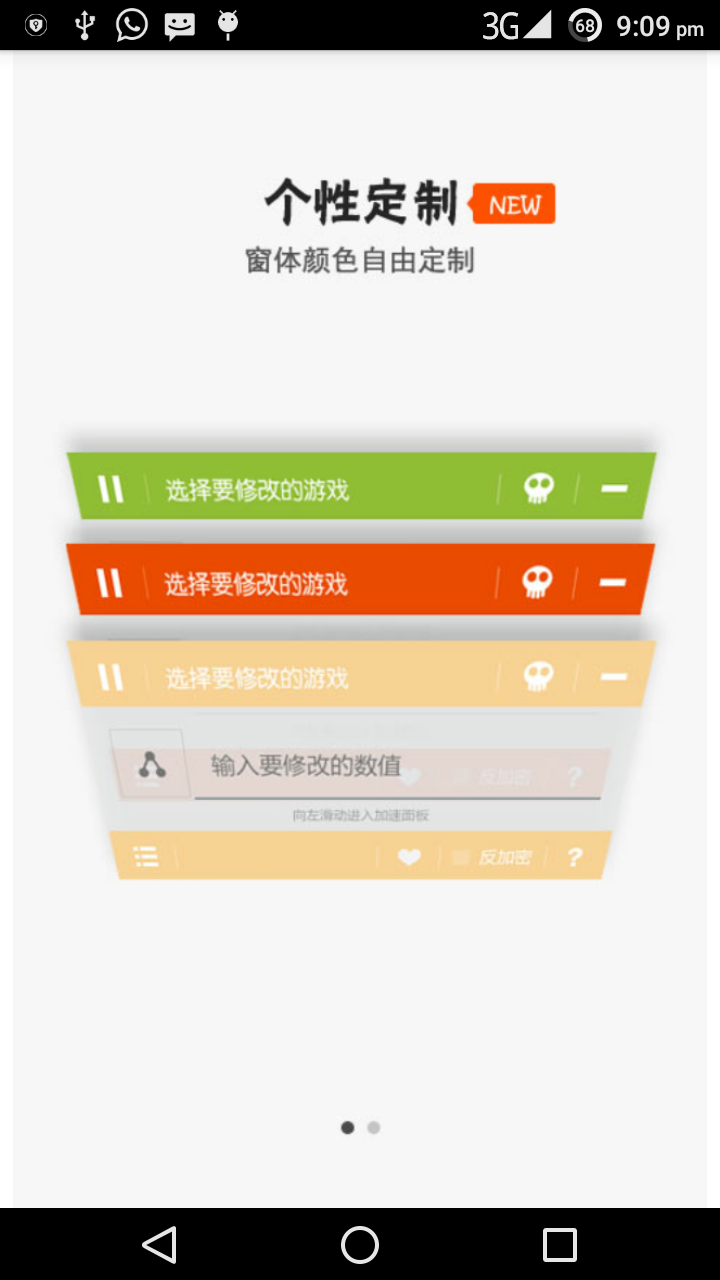 3G 68 9:09 pm
个性定制 NEW
窗体颜色自由定制
选择要修改的游戏
选择要修改的游戏
选择要修改的游戏
输入要修改的数值
反加密 ?
向左滑动进入加速面板
反加密 ?